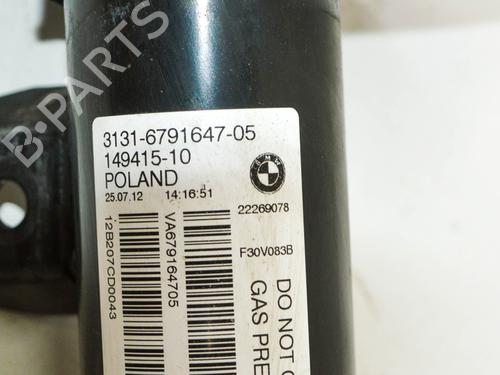 B-PARTS
3131-6791647-05
149415-10
POLAND
25.07.12 14:16:51
BMW
22269078
F30V083B
VA679164705
12B207CD0043
DO NOT
GAS